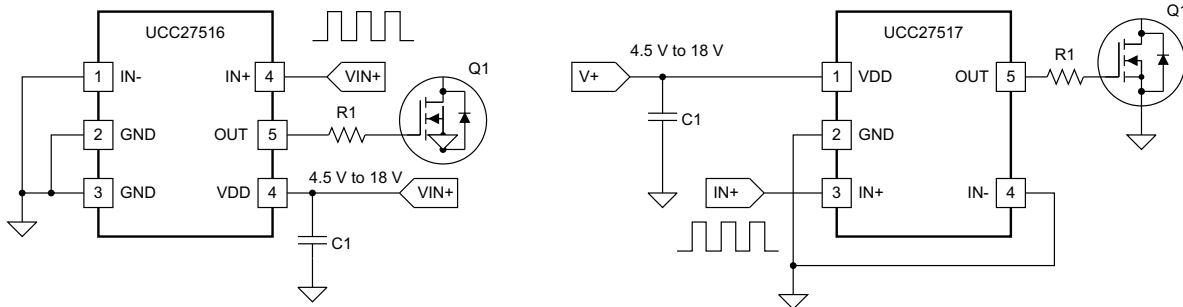 UCC27516
1 IN-
IN+ 4
VIN+
Q1
2 GND
OUT 5
R1
3 GND
VDD 4
4.5 V to 18 V
VIN+
C1
UCC27517
Q1
V+
4.5 V to 18 V
1 VDD
OUT 5
R1
C1
2 GND
IN+
3 IN+
IN- 4